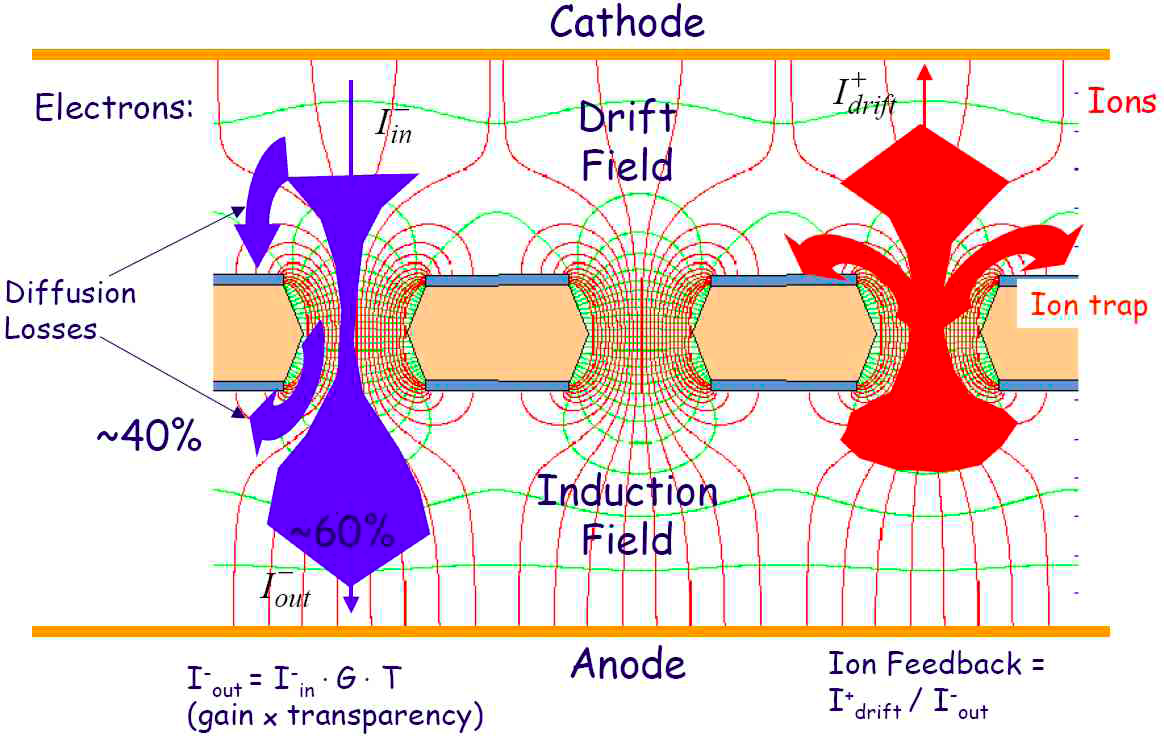 Cathode
Electrons:
I⁻in
Drift
Field
I⁺drift
Ions
Diffusion
Losses
Ion trap
~40%
Induction
Field
~60%
I⁻out
Anode
I⁻out = I⁻in · G · T
(gain x transparency)
Ion Feedback =
I⁺drift / I⁻out